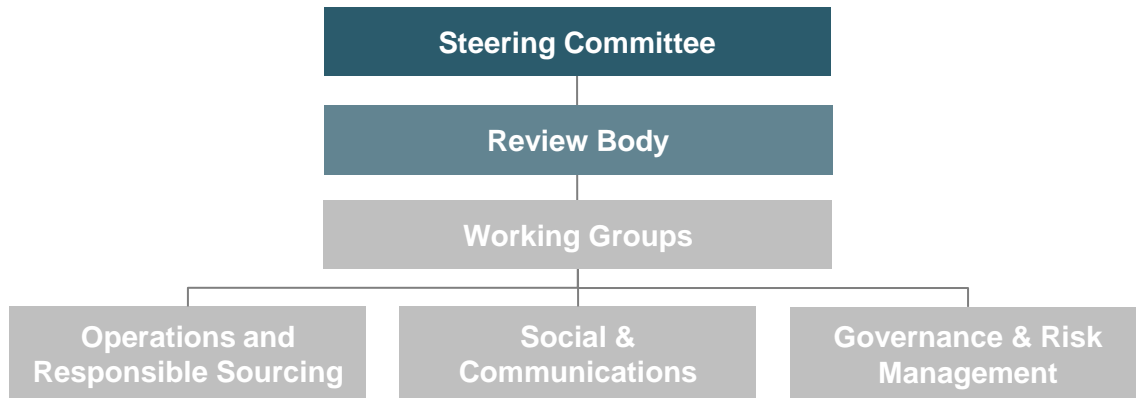 Steering Committee
Review Body
Working Groups
Operations and
Responsible Sourcing
Social &
Communications
Governance & Risk
Management